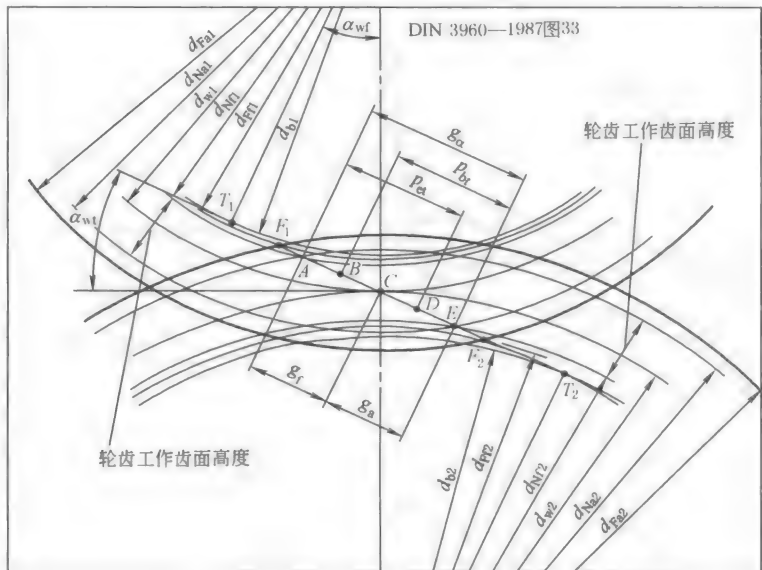 DIN 3960—1987图33
α_wf
d_Fa1
d_Na1
d_w1
d_Nf1
d_Ff1
d_b1
g_α
p_bt
p_et
轮齿工作齿面高度
α_wt
T_1
F_1
A
B
C
D
E
F_2
T_2
g_f
g_a
轮齿工作齿面高度
d_b2
d_Ff2
d_Nf2
d_w2
d_Na2
d_Fa2